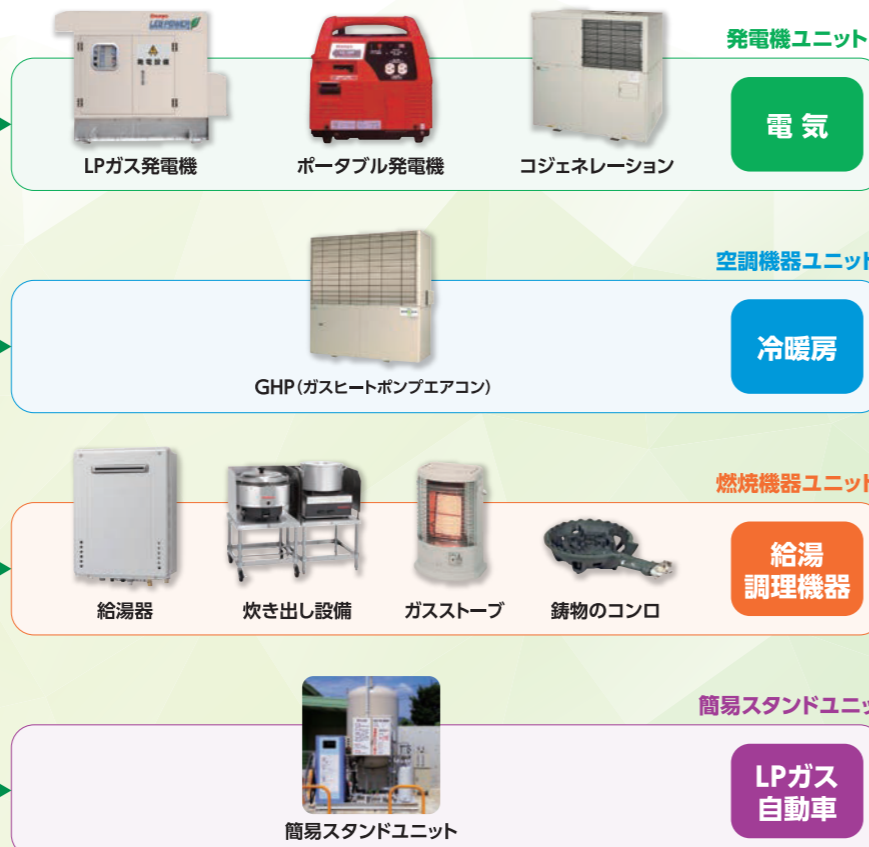 発電機ユニット
LEG POWER
発電設備
電気
LPガス発電機
ポータブル発電機
コジェネレーション
空調機器ユニット
冷暖房
GHP(ガスヒートポンプエアコン)
燃焼機器ユニット
給湯
調理機器
給湯器
炊き出し設備
ガスストーブ
鋳物のコンロ
簡易スタンドユニッ
LPガス
自動車
簡易スタンドユニット